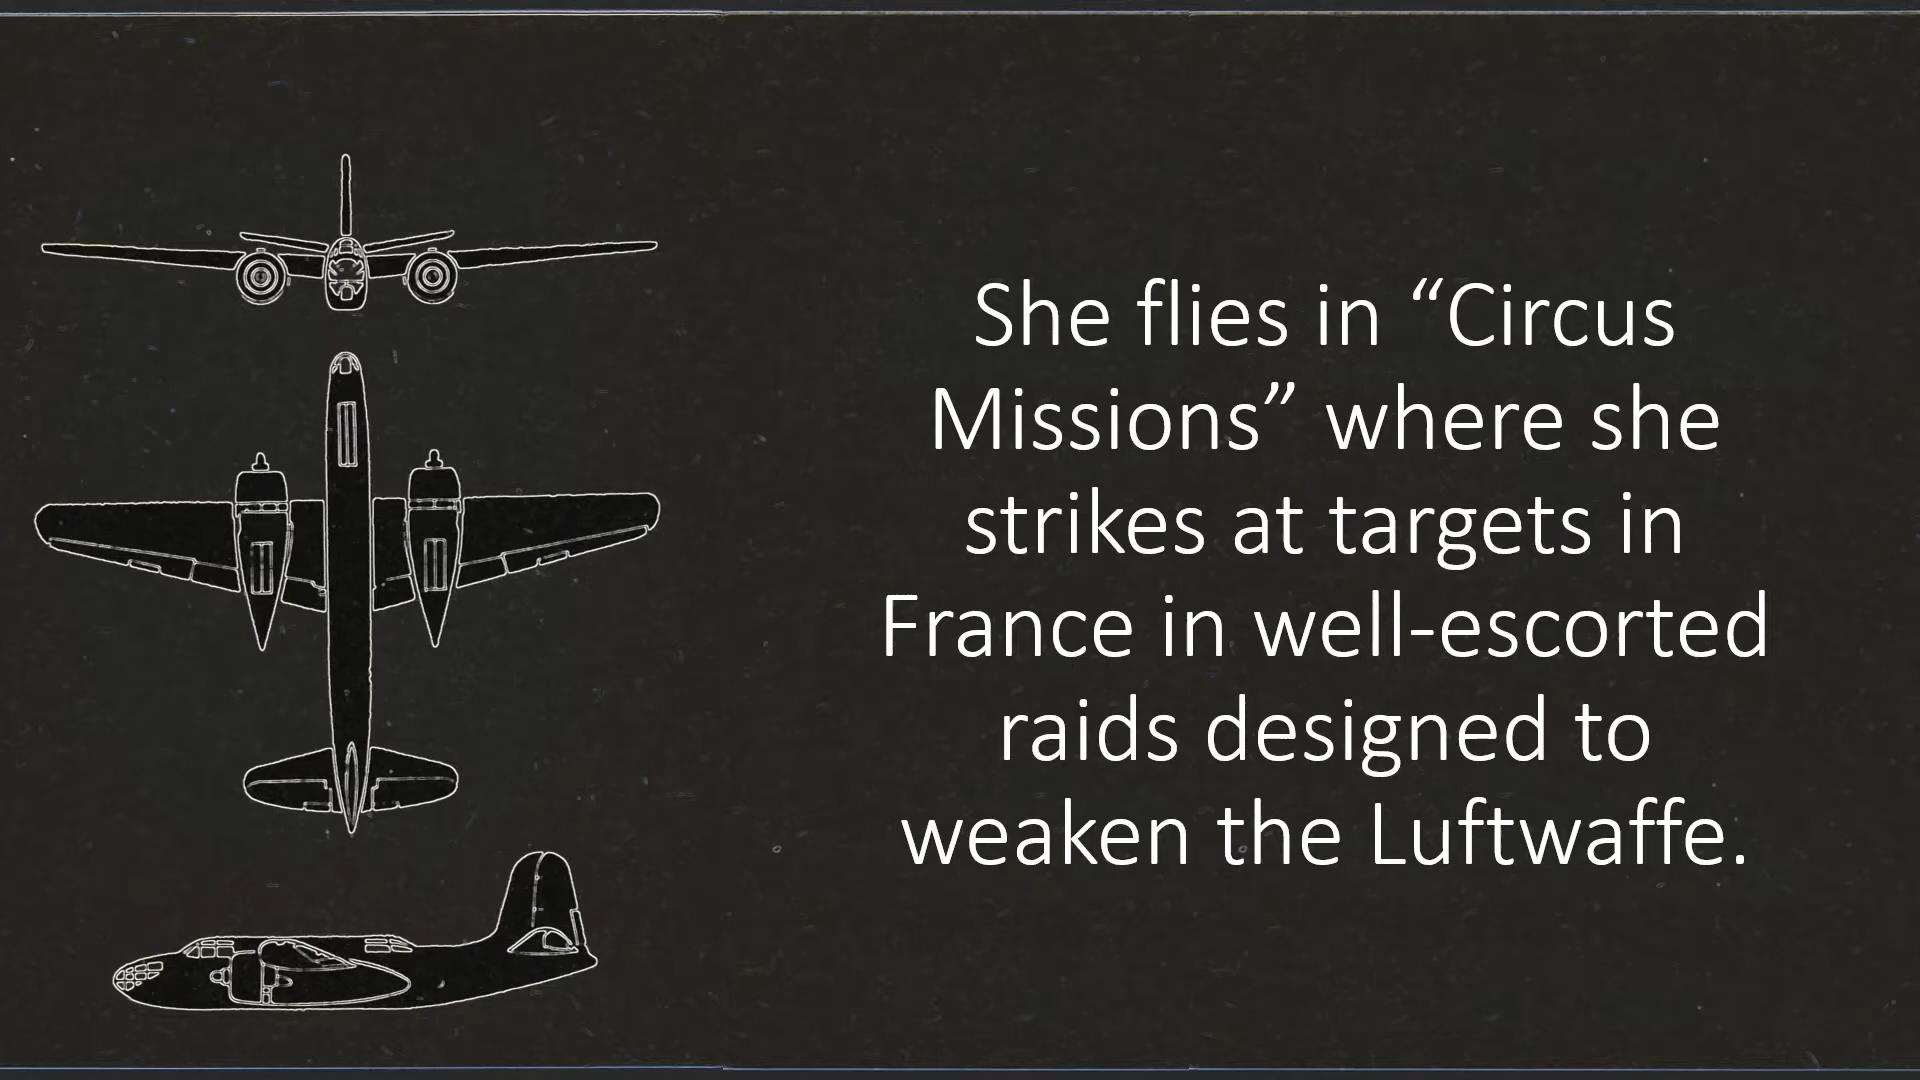 She flies in “Circus
Missions” where she
strikes at targets in
France in well-escorted
raids designed to
weaken the Luftwaffe.